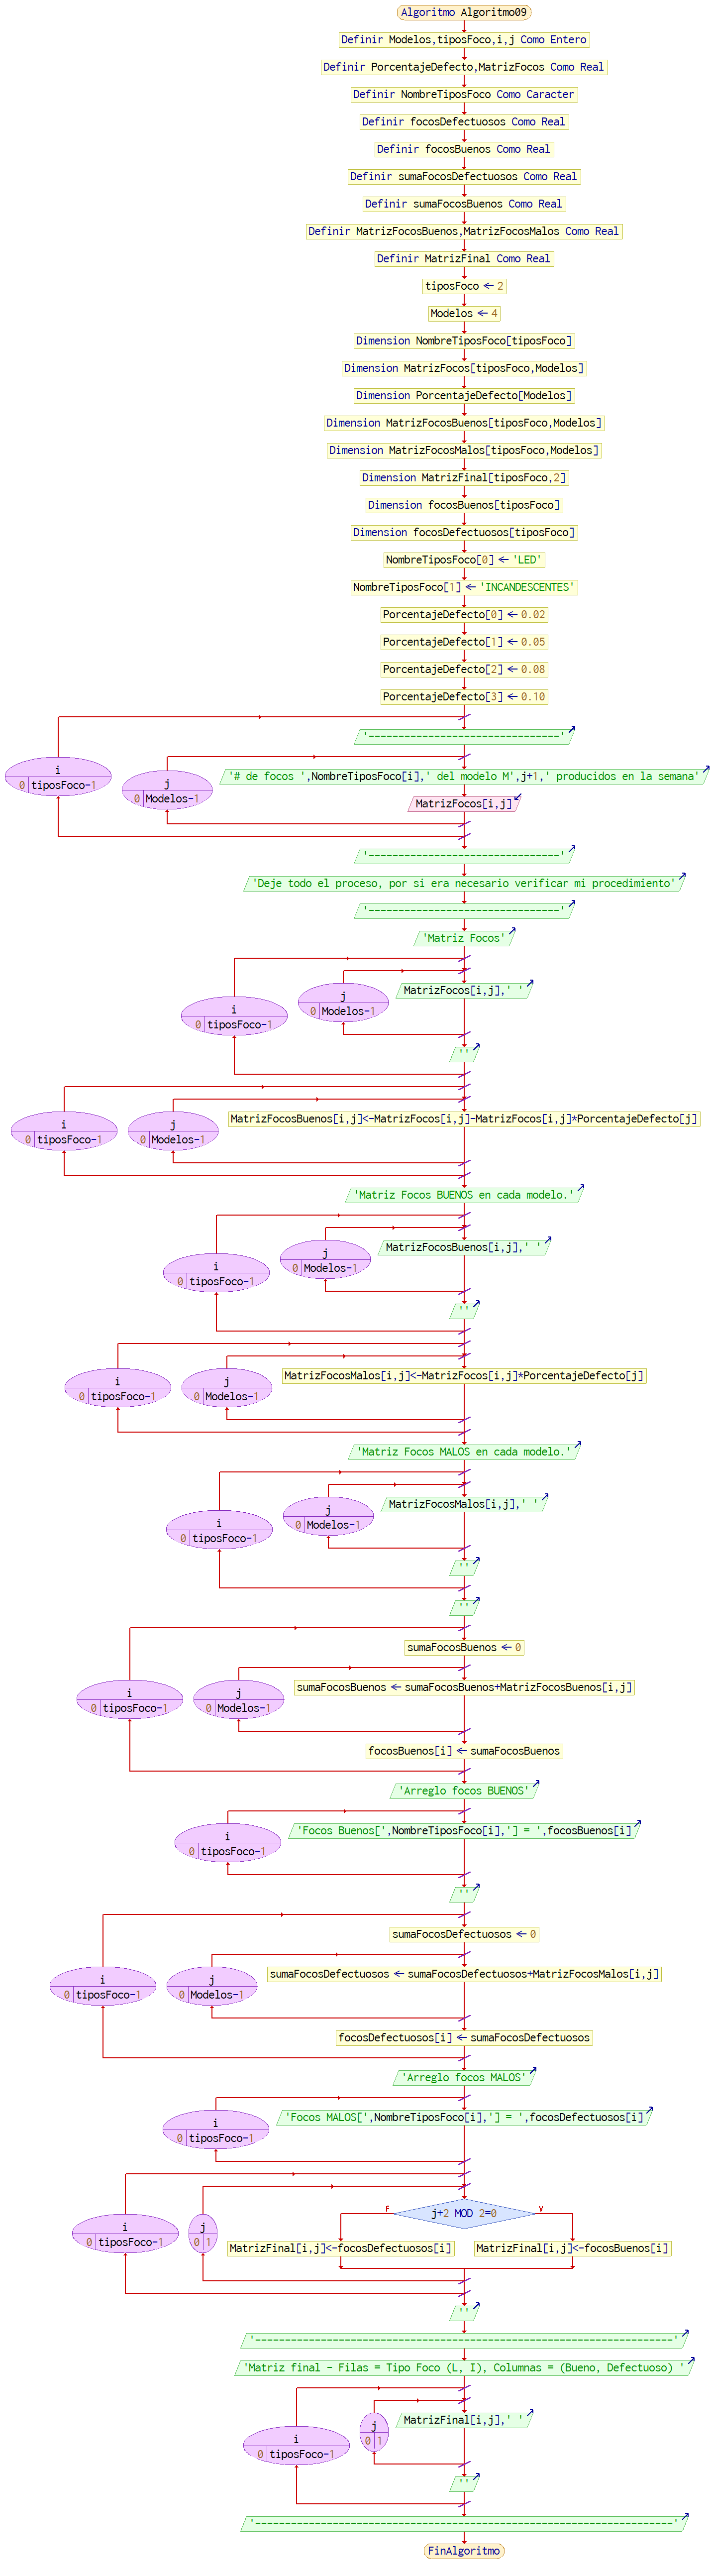 Algoritmo Algoritmo09
Definir Modelos,tiposFoco,i,j Como Entero
Definir PorcentajeDefecto,MatrizFocos Como Real
Definir NombreTiposFoco Como Caracter
Definir focosDefectuosos Como Real
Definir focosBuenos Como Real
Definir sumaFocosDefectuosos Como Real
Definir sumaFocosBuenos Como Real
Definir MatrizFocosBuenos,MatrizFocosMalos Como Real
Definir MatrizFinal Como Real
tiposFoco ← 2
Modelos ← 4
Dimension NombreTiposFoco[tiposFoco]
Dimension MatrizFocos[tiposFoco,Modelos]
Dimension PorcentajeDefecto[Modelos]
Dimension MatrizFocosBuenos[tiposFoco,Modelos]
Dimension MatrizFocosMalos[tiposFoco,Modelos]
Dimension MatrizFinal[tiposFoco,2]
Dimension focosBuenos[tiposFoco]
Dimension focosDefectuosos[tiposFoco]
NombreTiposFoco[0] ← 'LED'
NombreTiposFoco[1] ← 'INCANDESCENTES'
PorcentajeDefecto[0] ← 0.02
PorcentajeDefecto[1] ← 0.05
PorcentajeDefecto[2] ← 0.08
PorcentajeDefecto[3] ← 0.10
'--------------------------------'
i
0 tiposFoco-1
j
0 Modelos-1
'# de focos ',NombreTiposFoco[i],' del modelo M',j+1,' producidos en la semana'
MatrizFocos[i,j]
'--------------------------------'
'Deje todo el proceso, por si era necesario verificar mi procedimiento'
'--------------------------------'
'Matriz Focos'
i
0 tiposFoco-1
j
0 Modelos-1
MatrizFocos[i,j],' '
''
i
0 tiposFoco-1
j
0 Modelos-1
MatrizFocosBuenos[i,j]<-MatrizFocos[i,j]-MatrizFocos[i,j]*PorcentajeDefecto[j]
'Matriz Focos BUENOS en cada modelo.'
i
0 tiposFoco-1
j
0 Modelos-1
MatrizFocosBuenos[i,j],' '
''
i
0 tiposFoco-1
j
0 Modelos-1
MatrizFocosMalos[i,j]<-MatrizFocos[i,j]*PorcentajeDefecto[j]
'Matriz Focos MALOS en cada modelo.'
i
0 tiposFoco-1
j
0 Modelos-1
MatrizFocosMalos[i,j],' '
''
''
sumaFocosBuenos ← 0
i
0 tiposFoco-1
j
0 Modelos-1
sumaFocosBuenos ← sumaFocosBuenos+MatrizFocosBuenos[i,j]
focosBuenos[i] ← sumaFocosBuenos
'Arreglo focos BUENOS'
i
0 tiposFoco-1
'Focos Buenos[',NombreTiposFoco[i],'] = ',focosBuenos[i]
''
sumaFocosDefectuosos ← 0
i
0 tiposFoco-1
j
0 Modelos-1
sumaFocosDefectuosos ← sumaFocosDefectuosos+MatrizFocosMalos[i,j]
focosDefectuosos[i] ← sumaFocosDefectuosos
'Arreglo focos MALOS'
i
0 tiposFoco-1
'Focos MALOS[',NombreTiposFoco[i],'] = ',focosDefectuosos[i]
i
0 tiposFoco-1
j
0 1
F
j+2 MOD 2=0
V
MatrizFinal[i,j]<-focosDefectuosos[i]
MatrizFinal[i,j]<-focosBuenos[i]
''
'----------------------------------------------------------------------'
'Matriz final - Filas = Tipo Foco (L, I), Columnas = (Bueno, Defectuoso) '
i
0 tiposFoco-1
j
0 1
MatrizFinal[i,j],' '
''
'----------------------------------------------------------------------'
FinAlgoritmo